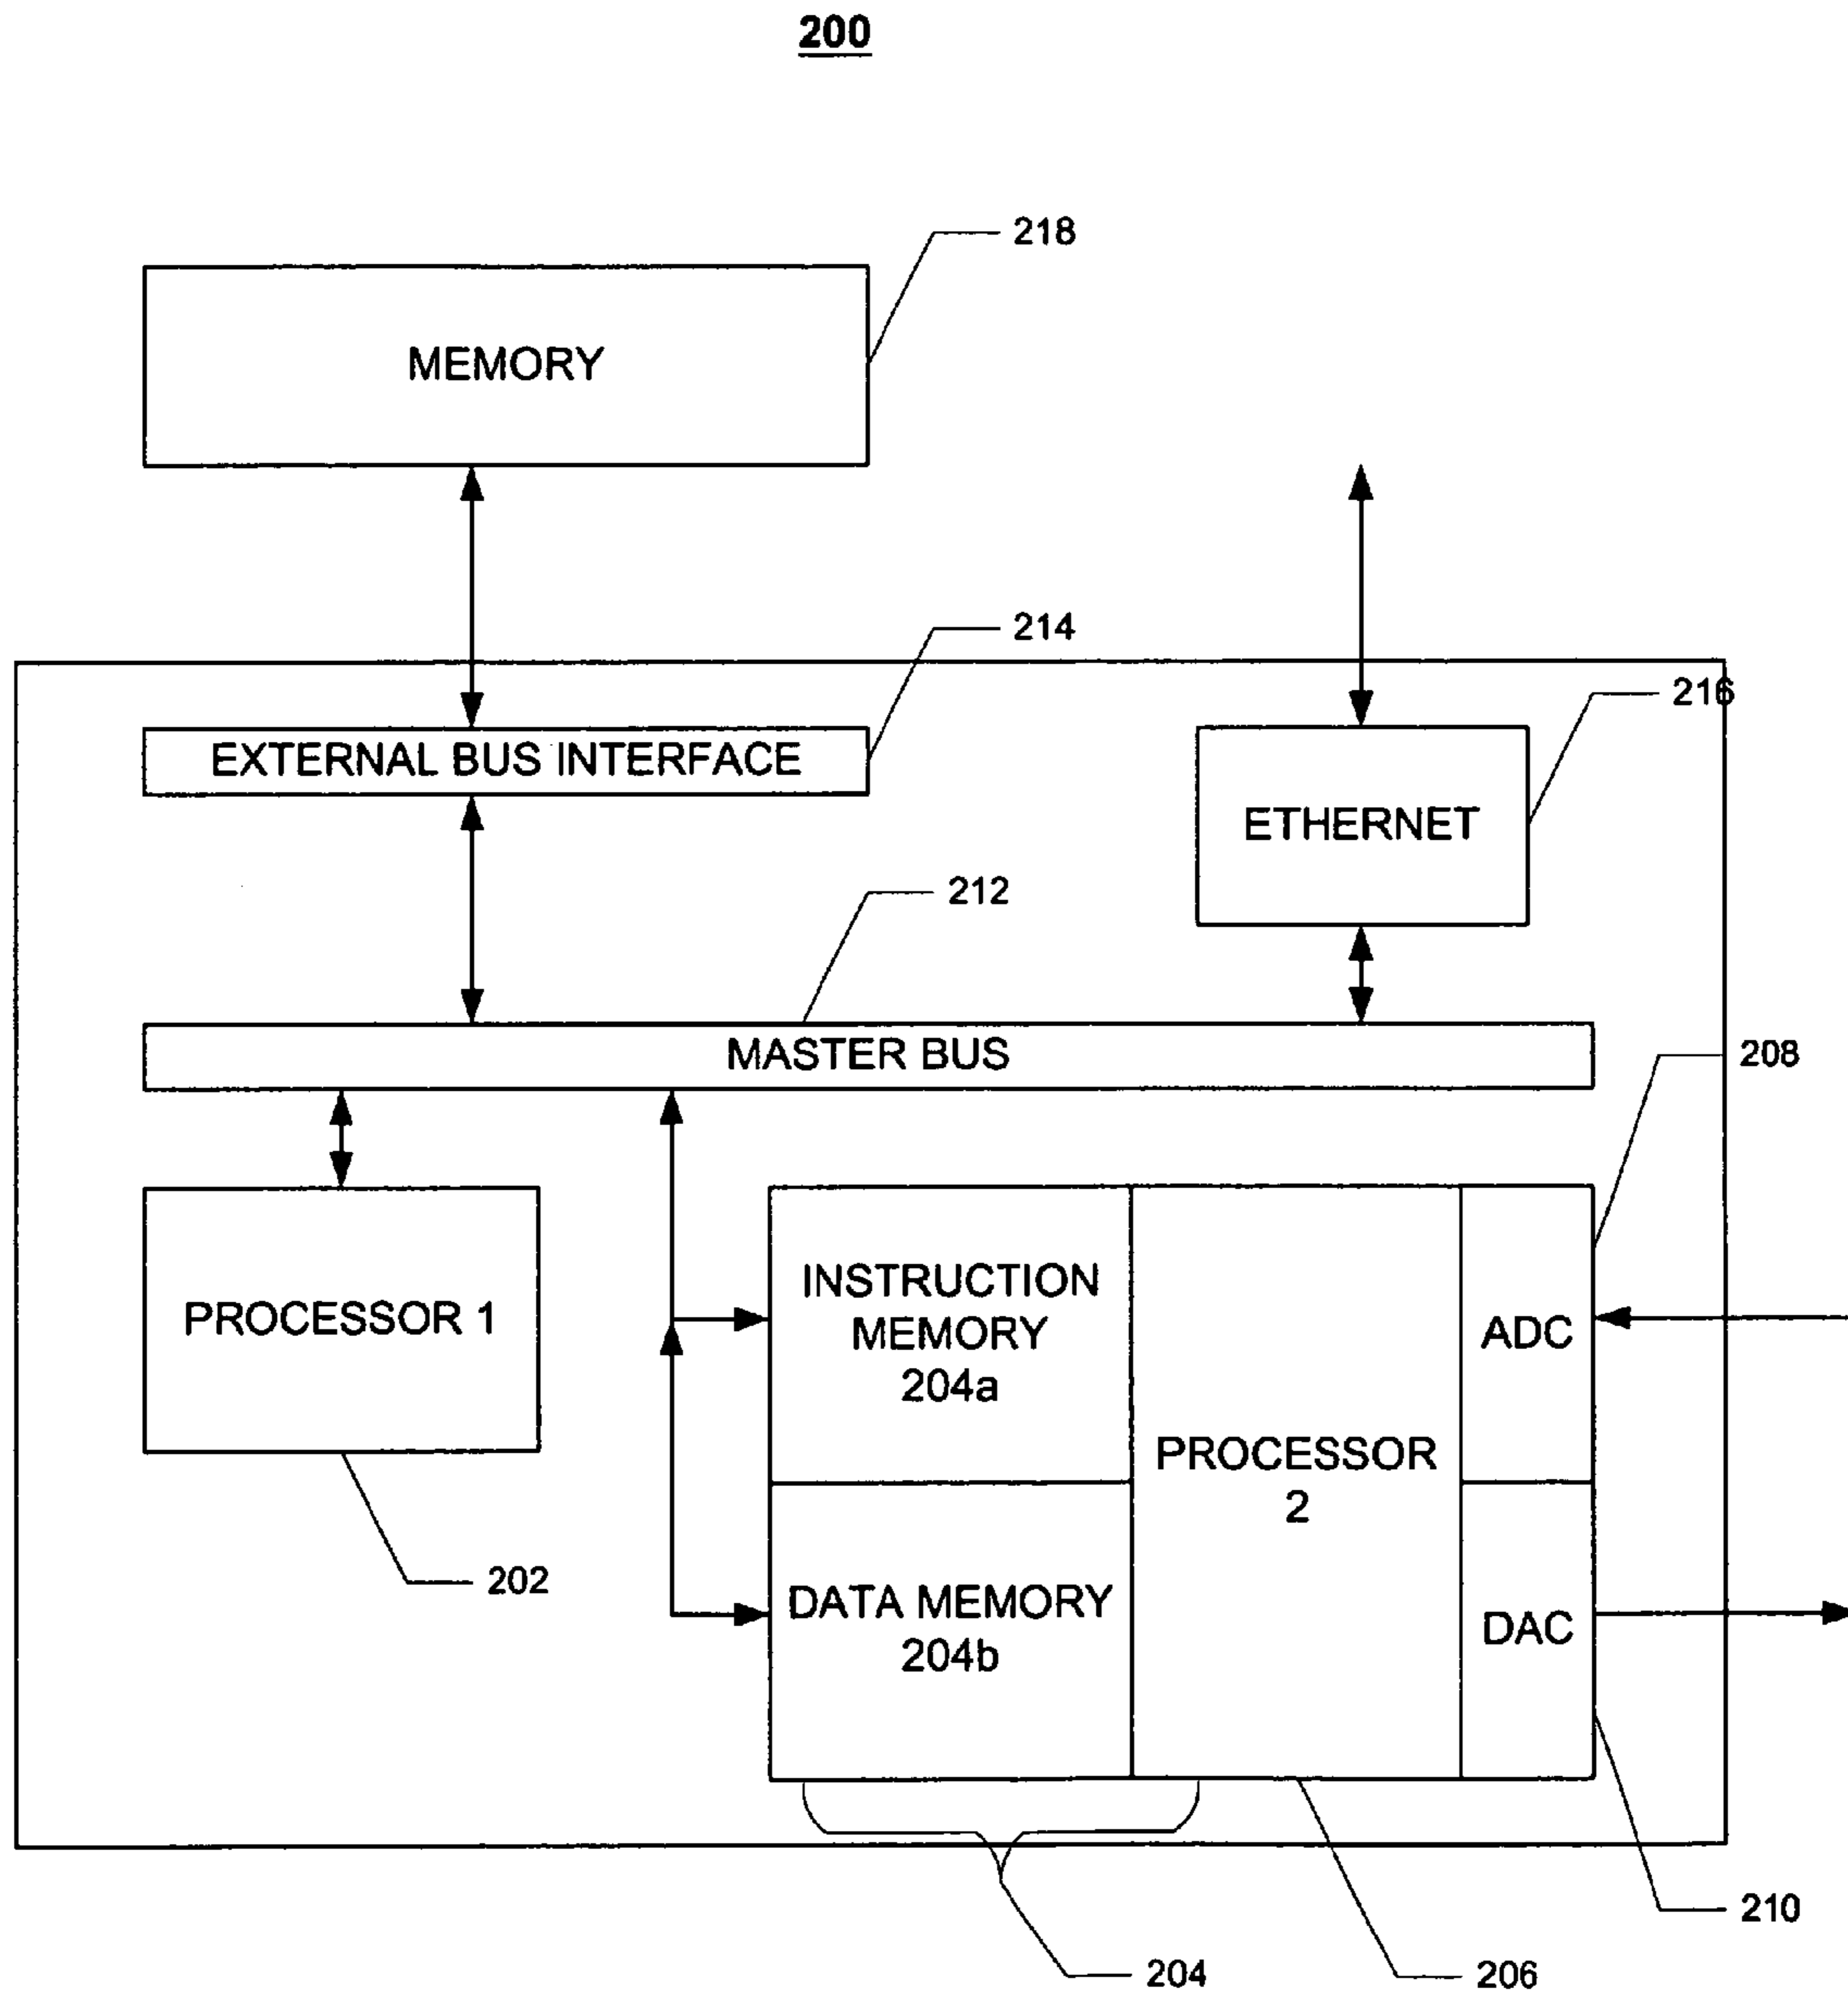 200
218
MEMORY
214
216
EXTERNAL BUS INTERFACE
ETHERNET
212
MASTER BUS
208
PROCESSOR 1
INSTRUCTION
MEMORY
204a
ADC
PROCESSOR
2
202
DATA MEMORY
204b
DAC
210
204
206